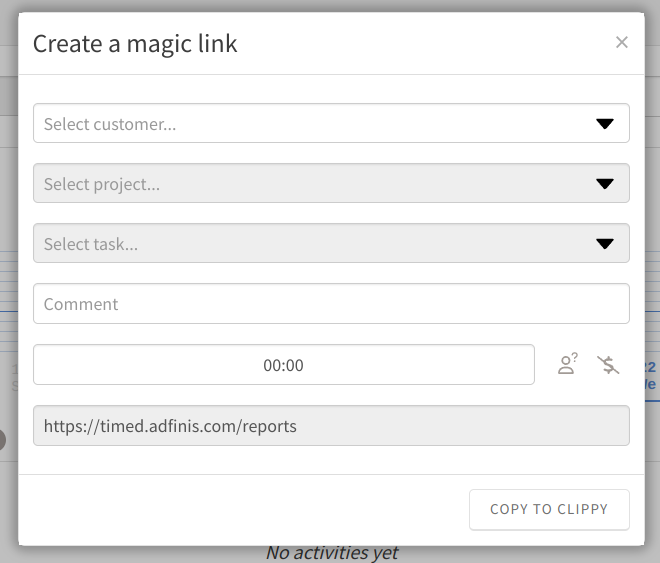 Create a magic link
×
Select customer...
Select project...
Select task...
Comment
00:00
?
$
https://timed.adfinis.com/reports
22
COPY TO CLIPPY
No activities yet